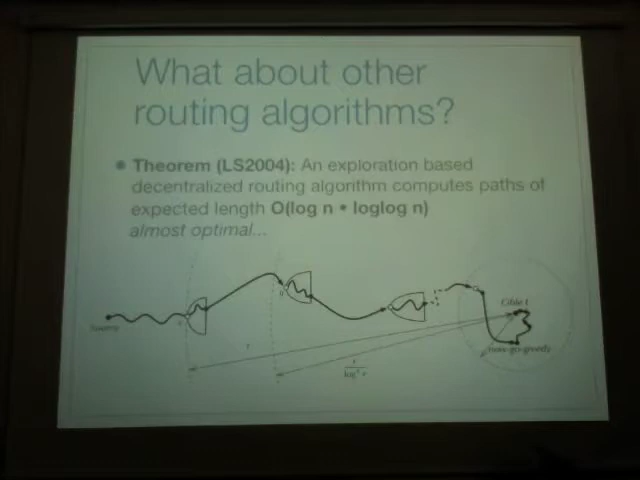 What about other
routing algorithms?
• Theorem (LS2004): An exploration based
decentralized routing algorithm computes paths of
expected length O(log n • loglog n)
almost optimal...
Source
Cible t
r